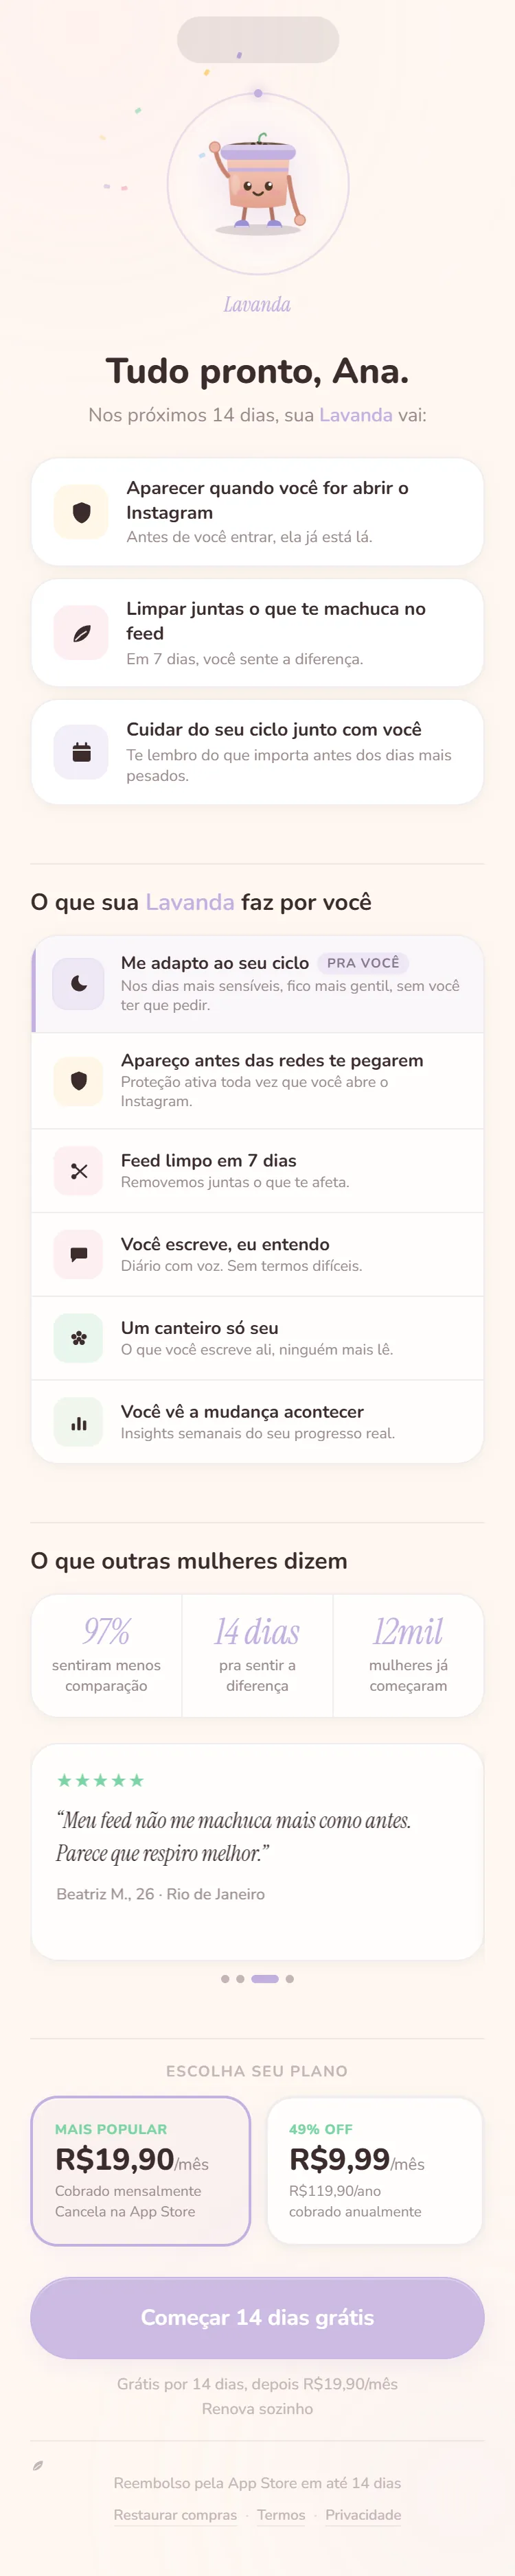 Lavanda
Tudo pronto, Ana.
Nos próximos 14 dias, sua Lavanda vai:
Aparecer quando você for abrir o
Instagram
Antes de você entrar, ela já está lá.
Limpar juntas o que te machuca no
feed
Em 7 dias, você sente a diferença.
Cuidar do seu ciclo junto com você
Te lembro do que importa antes dos dias mais
pesados.
O que sua Lavanda faz por você
Me adapto ao seu ciclo PRA VOCÊ
Nos dias mais sensíveis, fico mais gentil, sem você
ter que pedir.
Apareço antes das redes te pegarem
Proteção ativa toda vez que você abre o
Instagram.
Feed limpo em 7 dias
Removemos juntas o que te afeta.
Você escreve, eu entendo
Diário com voz. Sem termos difíceis.
Um canteiro só seu
O que você escreve ali, ninguém mais lê.
Você vê a mudança acontecer
Insights semanais do seu progresso real.
O que outras mulheres dizem
97%
sentiram menos
comparação
14 dias
pra sentir a
diferença
12mil
mulheres já
começaram
“Meu feed não me machuca mais como antes.
Parece que respiro melhor.”
Beatriz M., 26 · Rio de Janeiro
ESCOLHA SEU PLANO
MAIS POPULAR
R$19,90/mês
Cobrado mensalmente
Cancela na App Store
49% OFF
R$9,99/mês
R$119,90/ano
cobrado anualmente
Começar 14 dias grátis
Grátis por 14 dias, depois R$19,90/mês
Renova sozinho
Reembolso pela App Store em até 14 dias
Restaurar compras · Termos · Privacidade